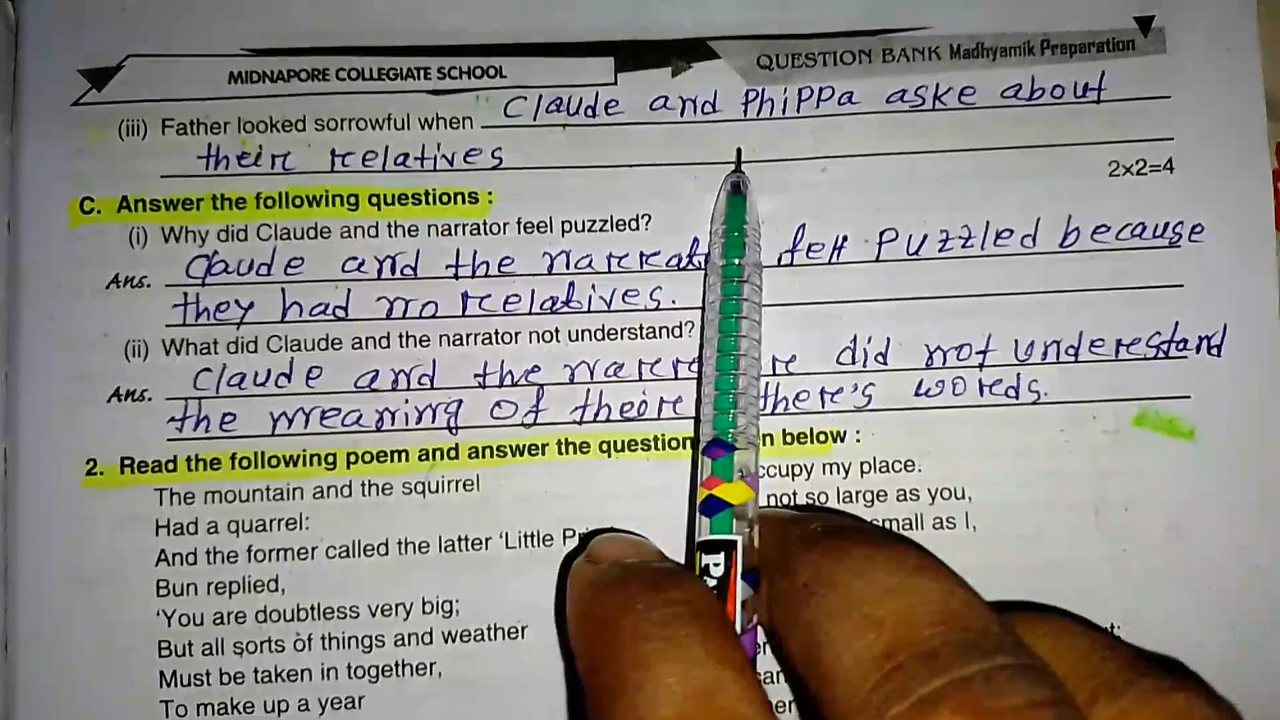 MIDNAPORE COLLEGIATE SCHOOL
QUESTION BANK Madhyamik Preparation
(iii) Father looked sorrowful when Claude and PhiPPa aske about
their relatives
2x2=4
C. Answer the following questions :
(i) Why did Claude and the narrator feel puzzled?
Ans. Claude and the felt PUZZled because
they had no relatives.
(ii) What did Claude and the narrator not understand?
Ans. Claude and the did not understand
the meaning of words.
2. Read the following poem and answer the question below :
The mountain and the squirrel
Had a quarrel:
And the former called the latter 'Little
Bun replied,
'You are doubtless very big;
But all sorts of things and weather
Must be taken in together,
To make up a year
my place.
not so large as you,
as I,